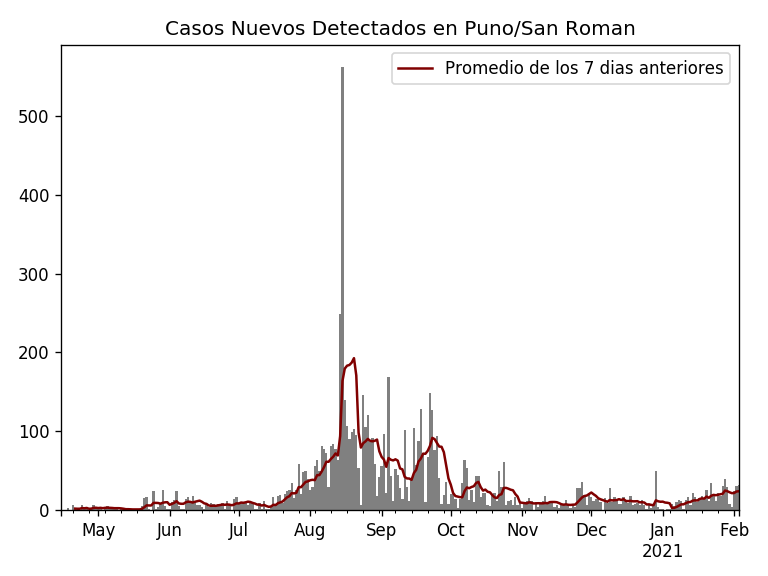 Casos Nuevos Detectados en Puno/San Roman
Promedio de los 7 dias anteriores
500
400
300
200
100
0
May Jun Jul Aug Sep Oct Nov Dec Jan Feb
2021